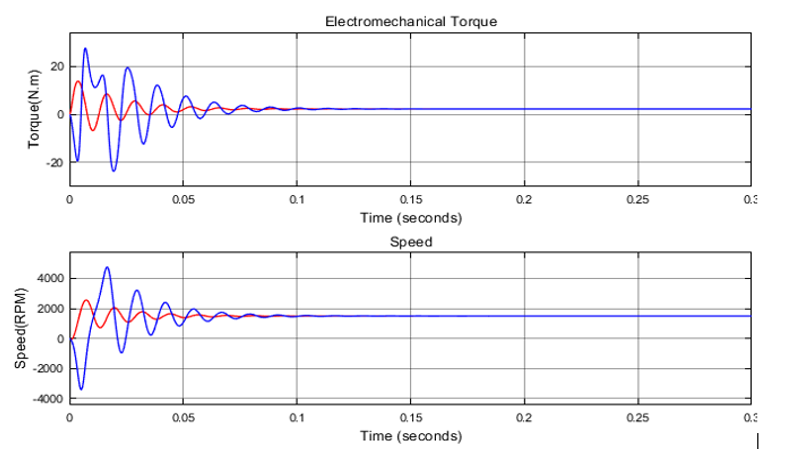 Electromechanical Torque
Torque(N.m)
20
0
-20
0 0.05 0.1 0.15 0.2 0.25 0.3
Time (seconds)
Speed
Speed(RPM)
4000
2000
0
-2000
-4000
0 0.05 0.1 0.15 0.2 0.25 0.3
Time (seconds)